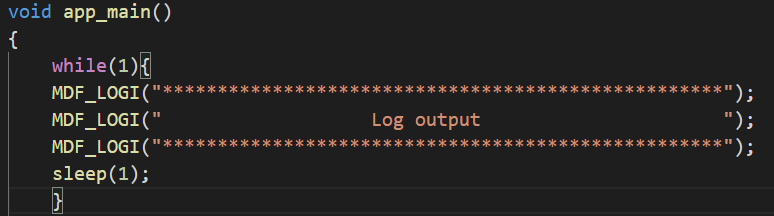 void app_main()
{
    while(1){
    MDF_LOGI("****************************************************");
    MDF_LOGI("                   Log output                       ");
    MDF_LOGI("****************************************************");
    sleep(1);
    }